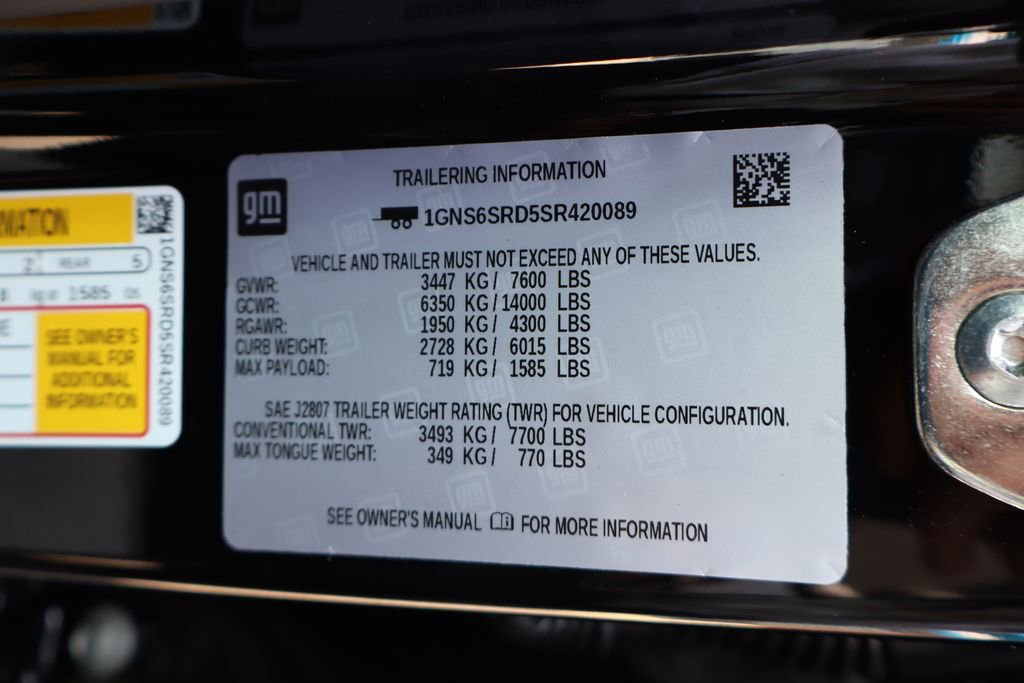 gm
TRAILERING INFORMATION
1GNS6SRD5SR420089
VEHICLE AND TRAILER MUST NOT EXCEED ANY OF THESE VALUES.
GVWR: 3447 KG/ 7600 LBS
GCWR: 6350 KG/14000 LBS
RGAWR: 1950 KG/ 4300 LBS
CURB WEIGHT: 2728 KG/ 6015 LBS
MAX PAYLOAD: 719 KG/ 1585 LBS
SAE J2807 TRAILER WEIGHT RATING (TWR) FOR VEHICLE CONFIGURATION.
CONVENTIONAL TWR: 3493 KG/ 7700 LBS
MAX TONGUE WEIGHT: 349 KG/ 770 LBS
SEE OWNER'S MANUAL FOR MORE INFORMATION
2 REAR 5
kg or 1585
SEE OWNER'S
MANUAL FOR
ADDITIONAL
INFORMATION
1GNS6SRD5SR420089